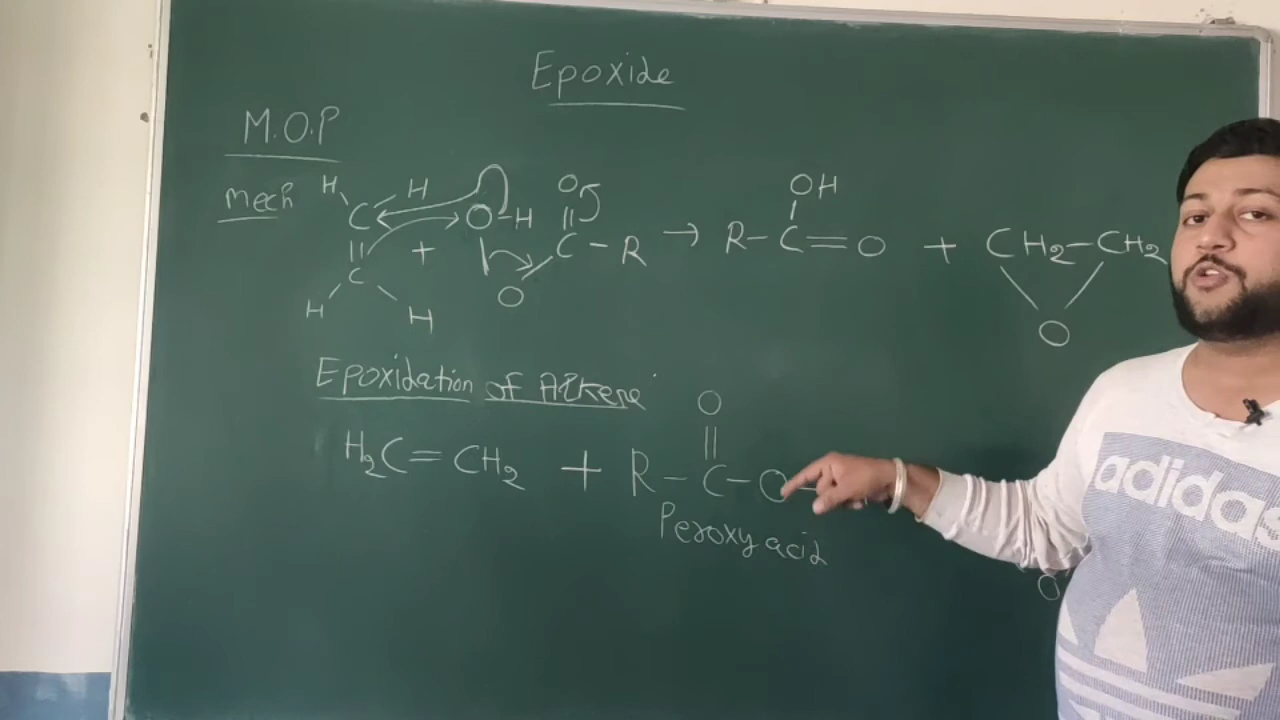 Epoxide
M.O.P
Mech
H H O-H O
C + C-R → R-C=O + CH2-CH2
C O OH O
H H
Epoxidation of Alkene
O
H2C=CH2 + R-C-O-
Peroxy acid
O
adidas